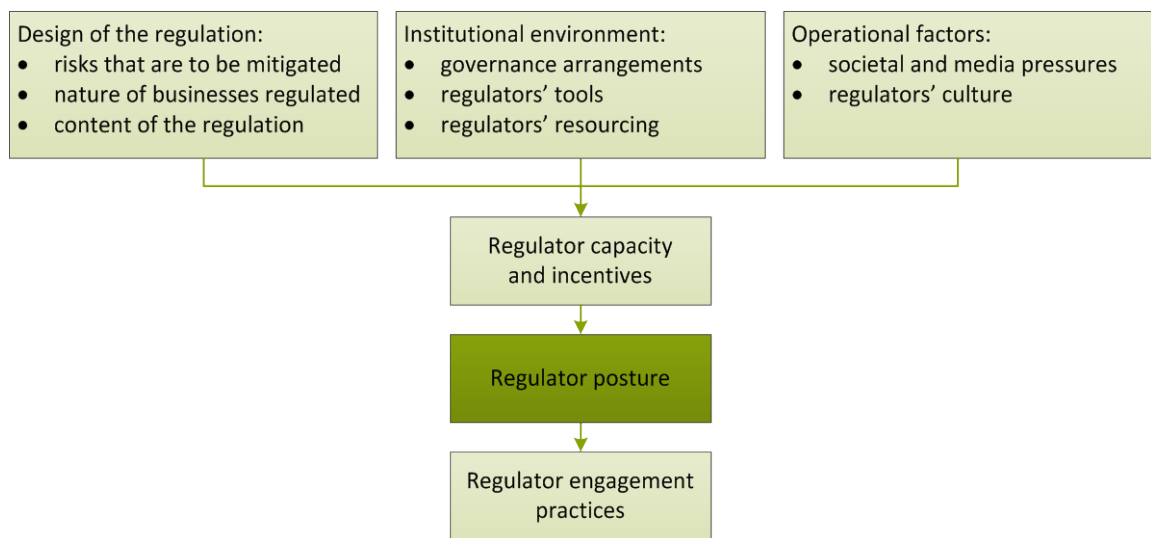 Design of the regulation:
• risks that are to be mitigated
• nature of businesses regulated
• content of the regulation
Institutional environment:
• governance arrangements
• regulators’ tools
• regulators’ resourcing
Operational factors:
• societal and media pressures
• regulators’ culture
Regulator capacity
and incentives
Regulator posture
Regulator engagement
practices